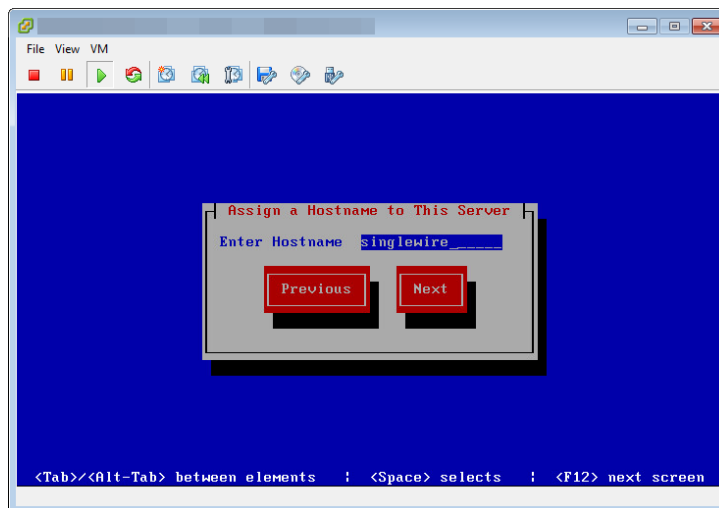 File View VM
Assign a Hostname to This Server
Enter Hostname singlewire______
Previous Next
<Tab>/<Alt-Tab> between elements ¦ <Space> selects ¦ <F12> next screen